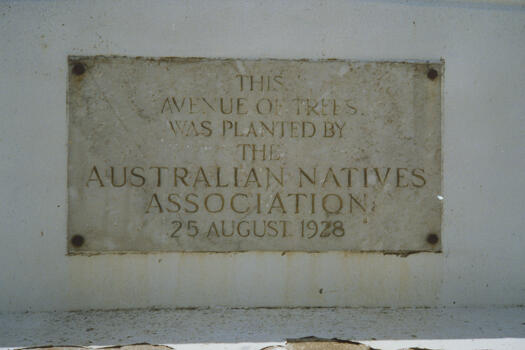 THIS
AVENUE OF TREES.
WAS PLANTED BY
THE
AUSTRALIAN NATIVES
ASSOCIATION.
25 AUGUST 1928